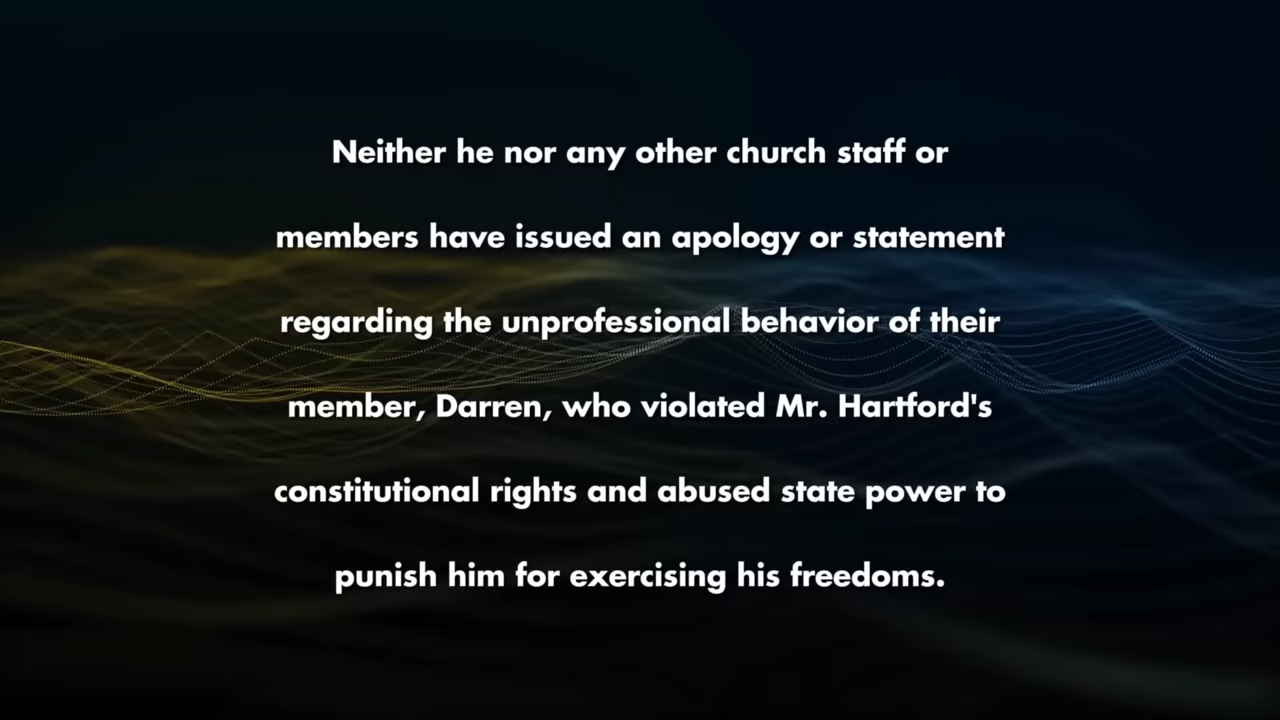 Neither he nor any other church staff or
members have issued an apology or statement
regarding the unprofessional behavior of their
member, Darren, who violated Mr. Hartford's
constitutional rights and abused state power to
punish him for exercising his freedoms.